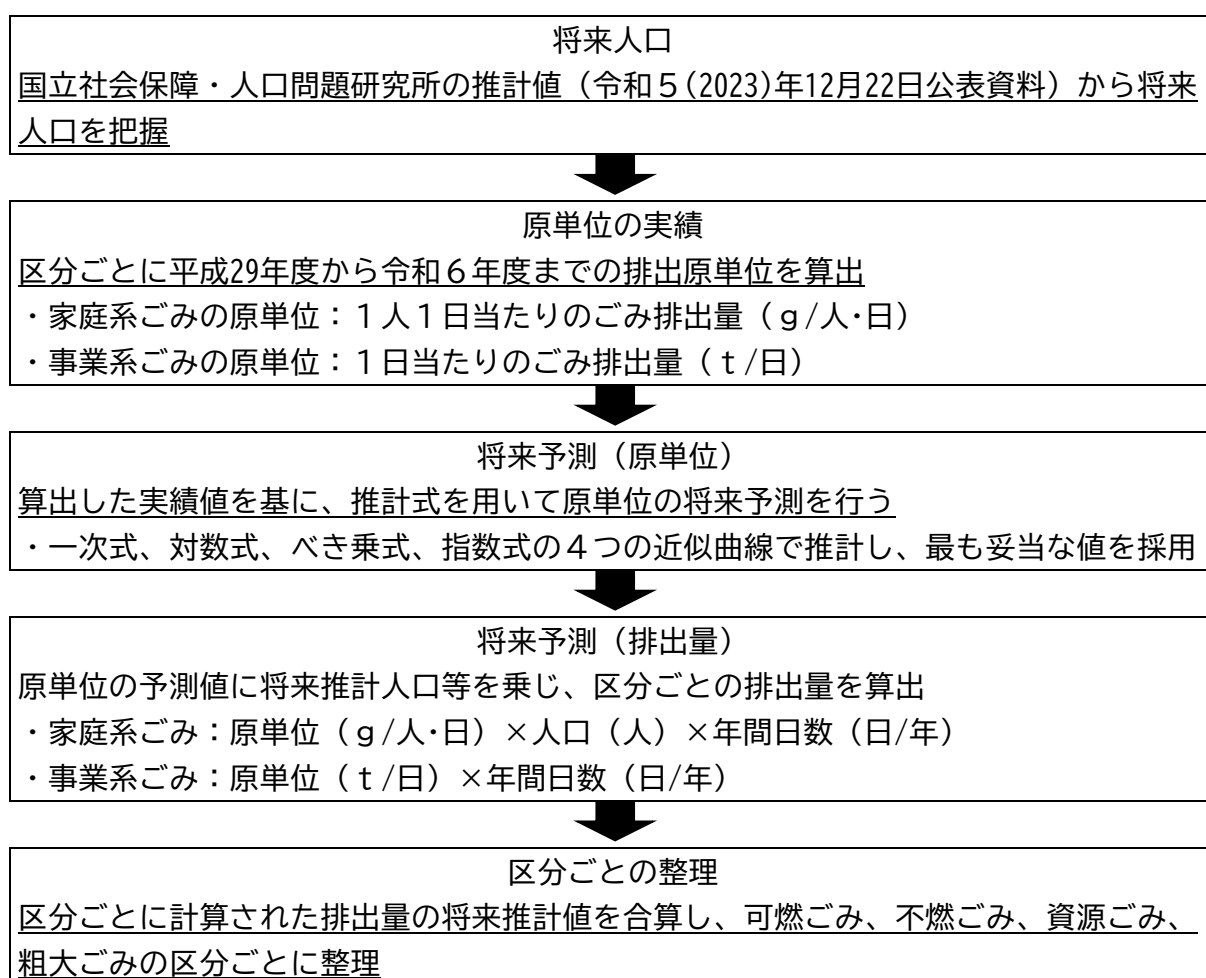 将来人口
国立社会保障・人口問題研究所の推計値（令和５(2023)年12月22日公表資料）から将来
人口を把握
原単位の実績
区分ごとに平成29年度から令和６年度までの排出原単位を算出
・家庭系ごみの原単位：１人１日当たりのごみ排出量（ｇ/人･日）
・事業系ごみの原単位：１日当たりのごみ排出量（ｔ/日）
将来予測（原単位）
算出した実績値を基に、推計式を用いて原単位の将来予測を行う
・一次式、対数式、べき乗式、指数式の４つの近似曲線で推計し、最も妥当な値を採用
将来予測（排出量）
原単位の予測値に将来推計人口等を乗じ、区分ごとの排出量を算出
・家庭系ごみ：原単位（ｇ/人･日）×人口（人）×年間日数（日/年）
・事業系ごみ：原単位（ｔ/日）×年間日数（日/年）
区分ごとの整理
区分ごとに計算された排出量の将来推計値を合算し、可燃ごみ、不燃ごみ、資源ごみ、
粗大ごみの区分ごとに整理